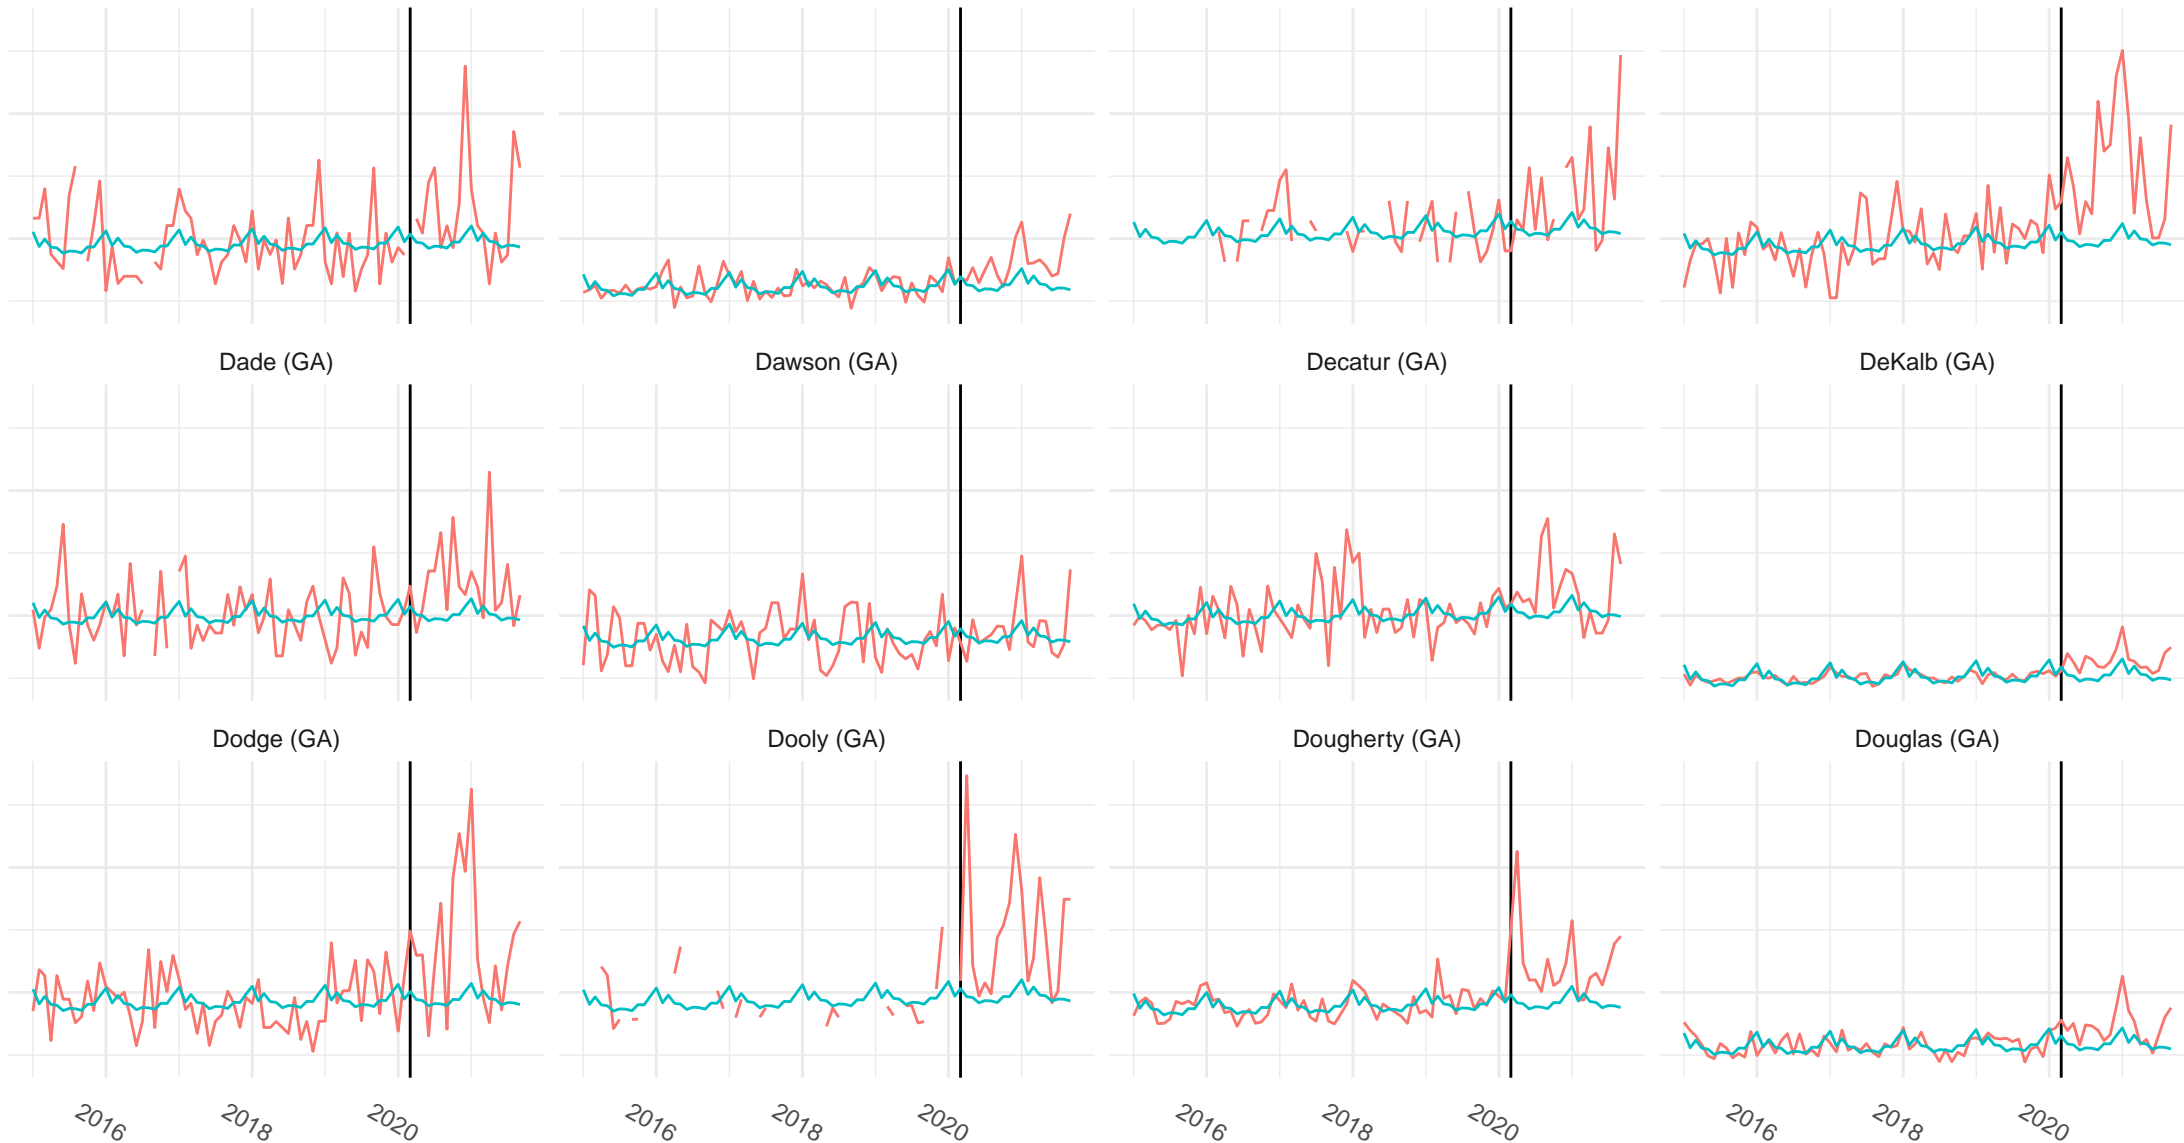 Dade (GA) Dawson (GA) Decatur (GA) DeKalb (GA)
Dodge (GA) Dooly (GA) Dougherty (GA) Douglas (GA)
2016 2018 2020 2016 2018 2020 2016 2018 2020 2016 2018 2020